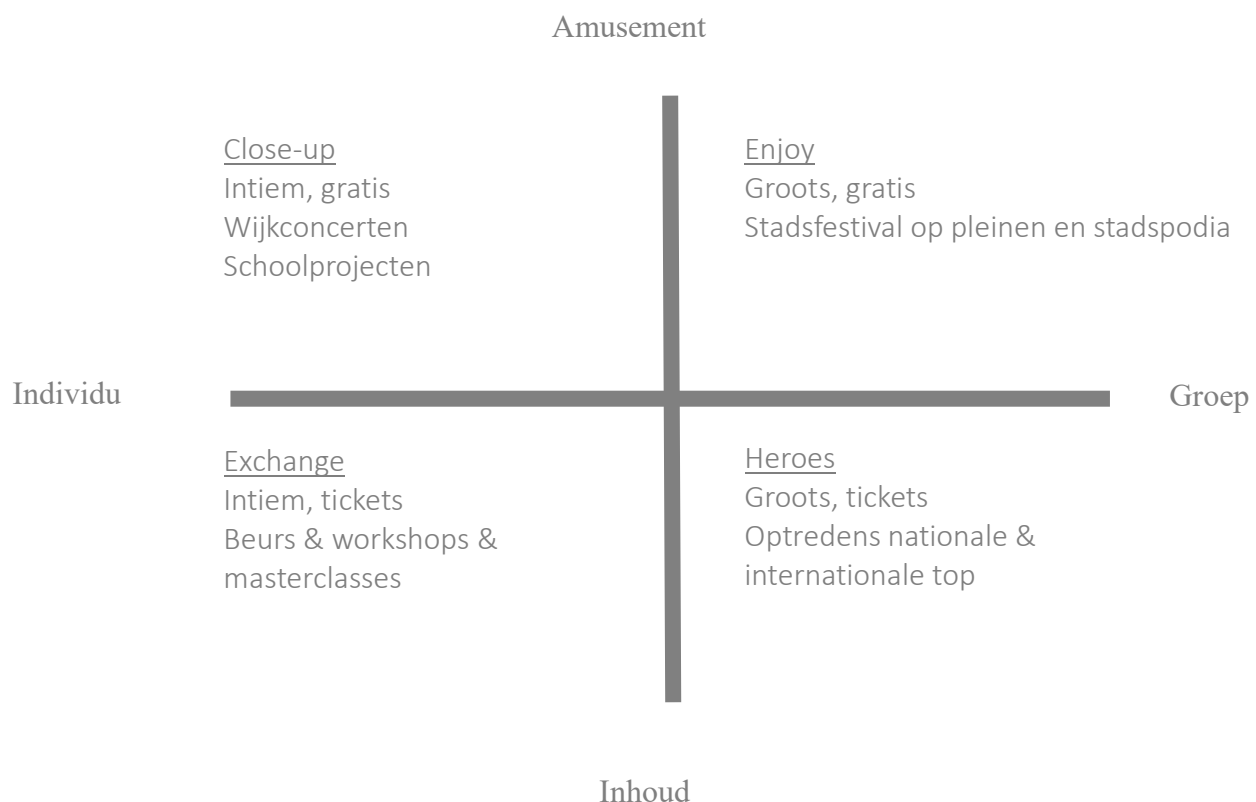 Amusement
Close-up
Intiem, gratis
Wijkconcerten
Schoolprojecten
Enjoy
Groots, gratis
Stadsfestival op pleinen en stadspodia
Individu
Groep
Exchange
Intiem, tickets
Beurs & workshops &
masterclasses
Heroes
Groots, tickets
Optredens nationale &
internationale top
Inhoud